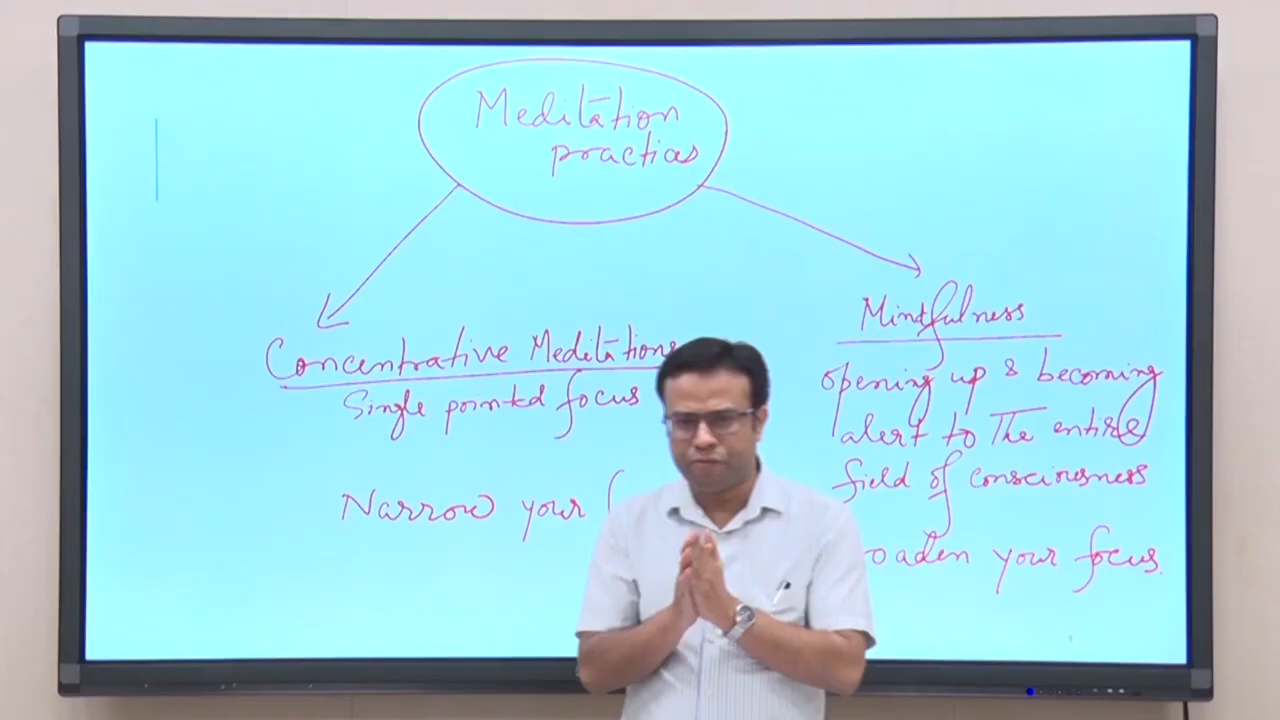 Meditation
practices
Concentrative Meditations
Single pointed focus
Narrow your
Mindfulness
opening up & becoming
alert to The entire
field of consciousness
oaden your focus.